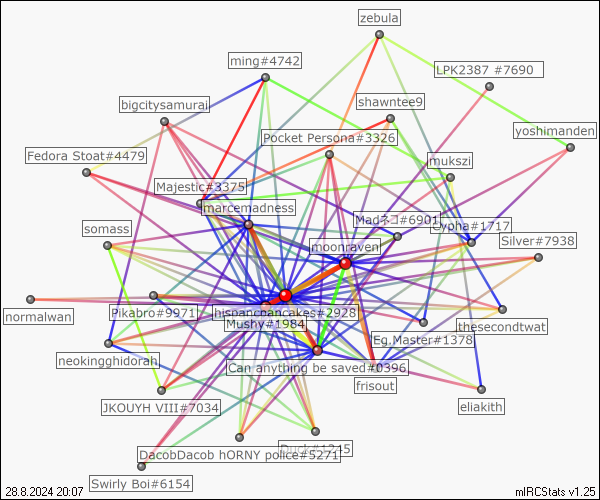 zebula
ming#4742
LPK2387 #7690
bigcitysamurai
shawntee9
yoshimanden
Pocket Persona#3326
Fedora Stoat#4479
mukszi
Majestic#3375
marcemadness
Madネコ#6901
somass
Cypha#1717
moonraven
Silver#7938
normalwan
Pikabro#9971
hispanchancakes#2928
Mushy#1984
thesecondtwat
Eg.Master#1378
neokingghidorah
Can anything be saved#0396
frisout
JKOUYH VIII#7034
eliakith
Duck#1245
DacobDacob hORNY police#5271
Swirly Boi#6154
28.8.2024 20:07
mIRCStats v1.25